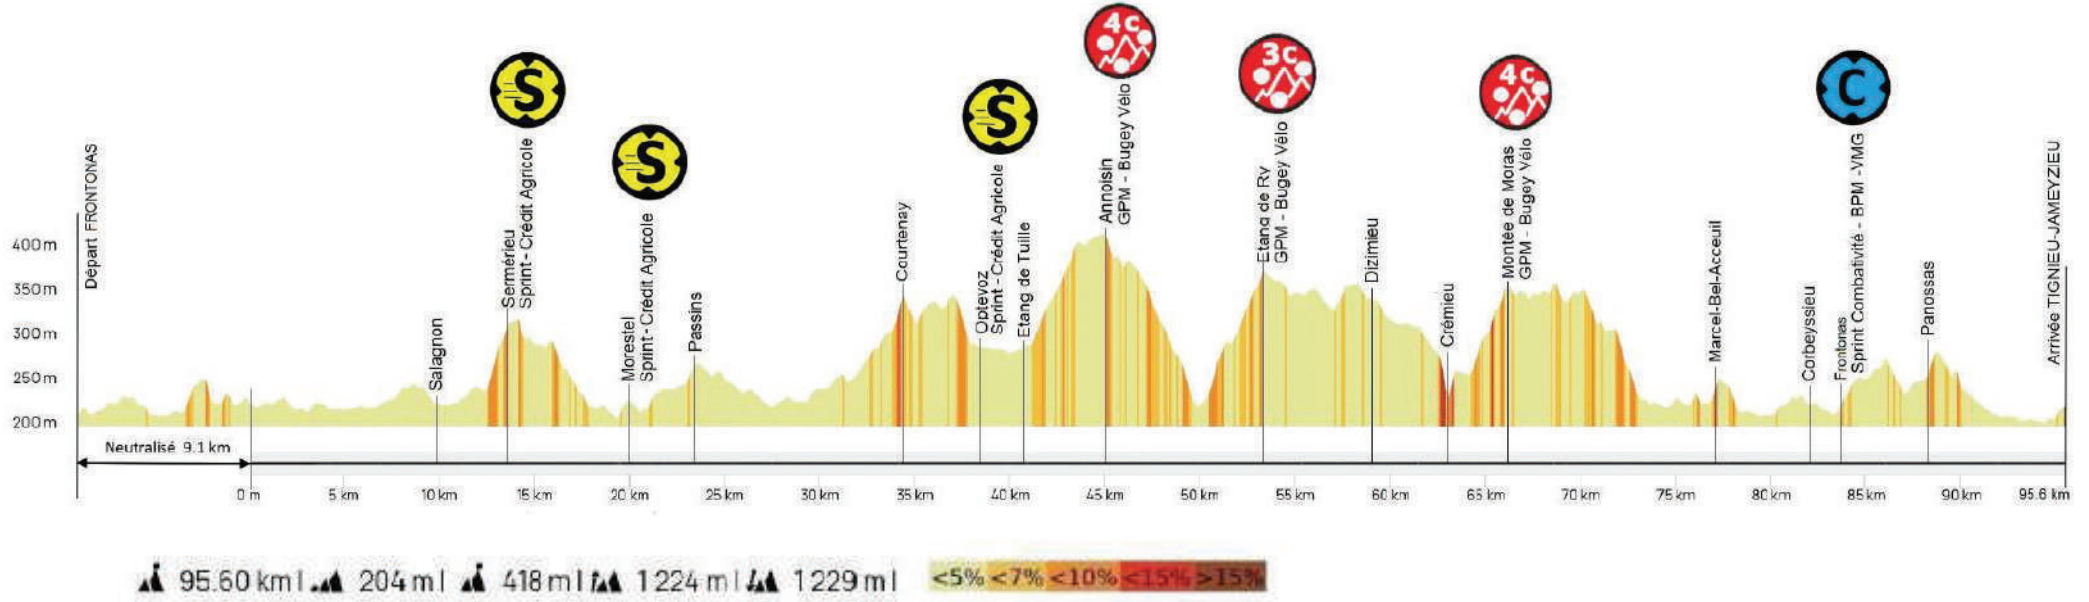 4c
3c
4c
S
S
S
C
Départ FRONTONAS
Salagnon
Sermérieu
Sprint - Crédit Agricole
Morestel
Sprint - Crédit Agricole
Passins
Courtenay
Optevoz
Sprint - Crédit Agricole
Etang de Tuille
Annoisin
GPM - Bugey Vélo
Etang de Ry
GPM - Bugey Vélo
Dizimieu
Crémieu
Montée de Moras
GPM - Bugey Vélo
Marcel-Bel-Acceuil
Corbeyssieu
Frontonas
Sprint Combativité - BPM -VMG
Panossas
Arrivée TIGNIEU-JAMEYZIEU
400m
350m
300m
250m
200m
Neutralisé 9.1 km
0 m 5 km 10 km 15 km 20 km 25 km 30 km 35 km 40 km 45 km 50 km 55 km 60 km 65 km 70 km 75 km 80 km 85 km 90 km 95.6 km
95.60 km | 204 m | 418 m | 1 224 m | 1 229 m |
<5% <7% <10% <15% >15%